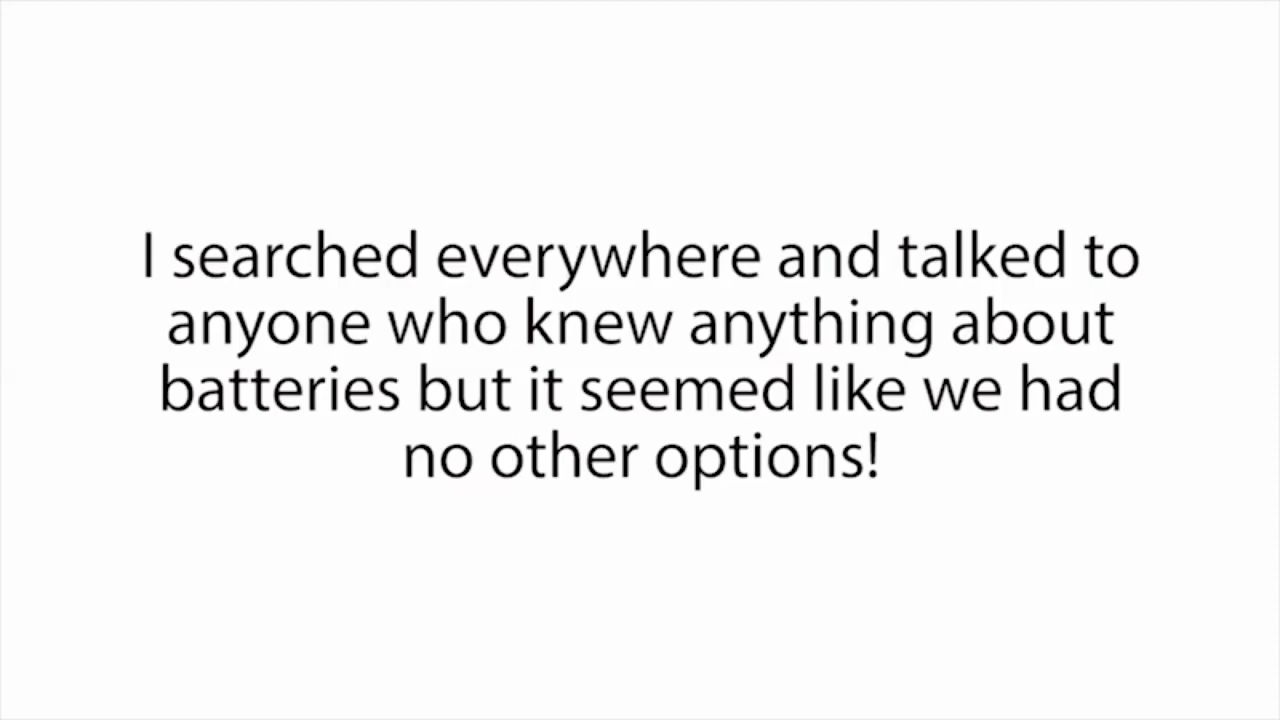 I searched everywhere and talked to
anyone who knew anything about
batteries but it seemed like we had
no other options!